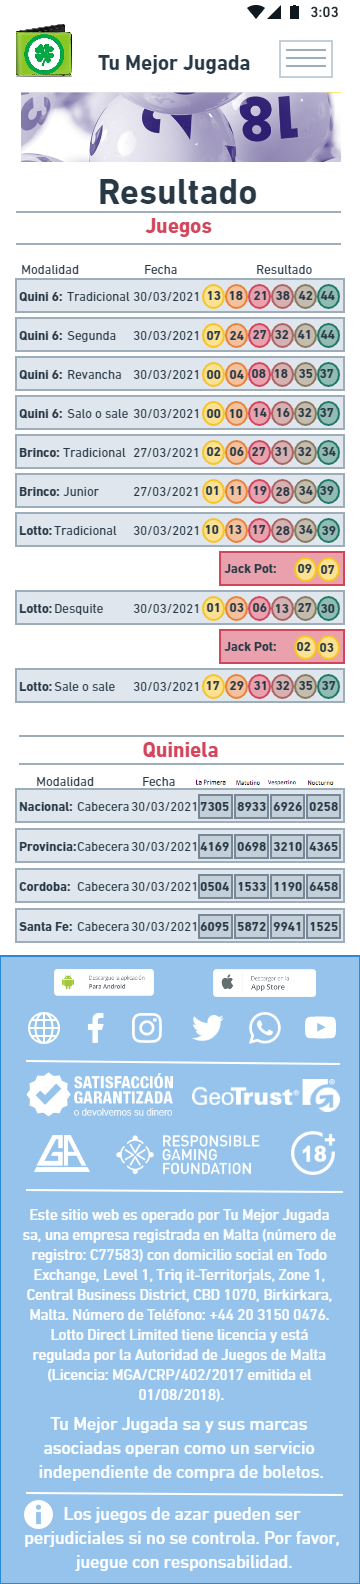 3:03
Tu Mejor Jugada
18
Resultado
Juegos
Modalidad Fecha Resultado
Quini 6: Tradicional 30/03/2021 13 18 21 38 42 44
Quini 6: Segunda 30/03/2021 07 24 27 32 41 44
Quini 6: Revancha 30/03/2021 00 04 08 18 35 37
Quini 6: Salo o sale 30/03/2021 00 10 14 16 32 37
Brinco: Tradicional 27/03/2021 02 06 27 31 32 34
Brinco: Junior 27/03/2021 01 11 19 28 34 39
Lotto: Tradicional 30/03/2021 10 13 17 28 34 39
Jack Pot: 09 07
Lotto: Desquite 30/03/2021 01 03 06 13 27 30
Jack Pot: 02 03
Lotto: Sale o sale 30/03/2021 17 29 31 32 35 37
Quiniela
Modalidad Fecha La Primera Matutino Vespertino Nocturno
Nacional: Cabecera 30/03/2021 7305 8933 6926 0258
Provincia: Cabecera 30/03/2021 4169 0698 3210 4365
Cordoba: Cabecera 30/03/2021 0504 1533 1190 6458
Santa Fe: Cabecera 30/03/2021 6095 5872 9941 1525
Descargue la aplicación
Para Android
Descargar en la
App Store
SATISFACCIÓN
GARANTIZADA
o devolvemos su dinero
GeoTrust
GA
RESPONSIBLE
GAMING
FOUNDATION
18+
Este sitio web es operado por Tu Mejor Jugada
sa, una empresa registrada en Malta (número de
registro: C77583) con domicilio social en Todo
Exchange, Level 1, Triq it-Territorjals, Zone 1,
Central Business District, CBD 1070, Birkirkara,
Malta. Número de Teléfono: +44 20 3150 0476.
Lotto Direct Limited tiene licencia y está
regulada por la Autoridad de Juegos de Malta
(Licencia: MGA/CRP/402/2017 emitida el
01/08/2018).
Tu Mejor Jugada sa y sus marcas
asociadas operan como un servicio
independiente de compra de boletos.
Los juegos de azar pueden ser
perjudiciales si no se controla. Por favor,
juegue con responsabilidad.